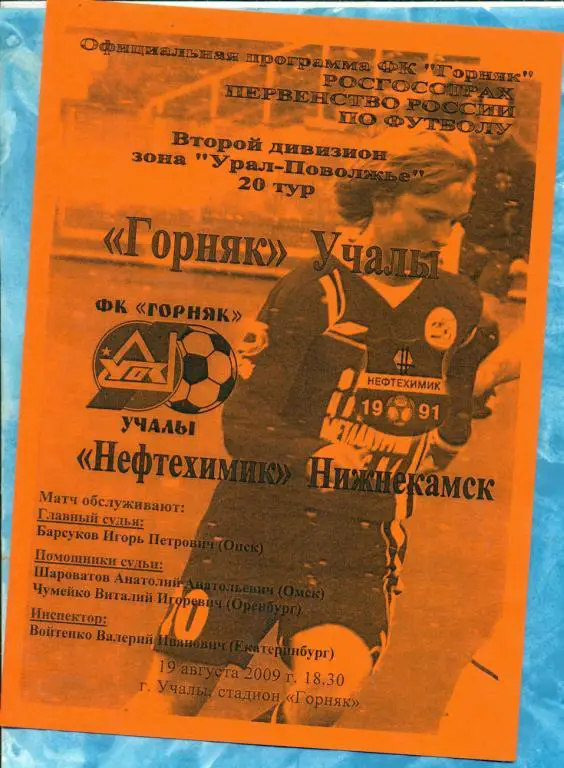 Официальная программа ФК "Горняк"
РОСГОССТРАХ
ПЕРВЕНСТВО РОССИИ
ПО ФУТБОЛУ
Второй дивизион
зона "Урал-Поволжье"
20 тур
«Горняк» Учалы
ФК «ГОРНЯК»
УГОК
УЧАЛЫ
НЕФТЕХИМИК
1991
«Нефтехимик» Нижнекамск
Матч обслуживают:
Главный судья:
Барсуков Игорь Петрович (Омск)
Помощники судьи:
Шароватов Анатолий Анатольевич (Омск)
Чумейко Виталий Игоревич (Оренбург)
Инспектор:
Войтенко Валерий Иванович (Екатеринбург)
19 августа 2009 г. 18.30
г. Учалы, стадион «Горняк»